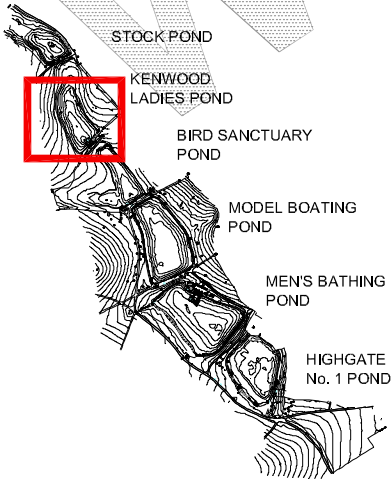 STOCK POND
KENWOOD
LADIES POND
BIRD SANCTUARY
POND
MODEL BOATING
POND
MEN'S BATHING
POND
HIGHGATE
No. 1 POND